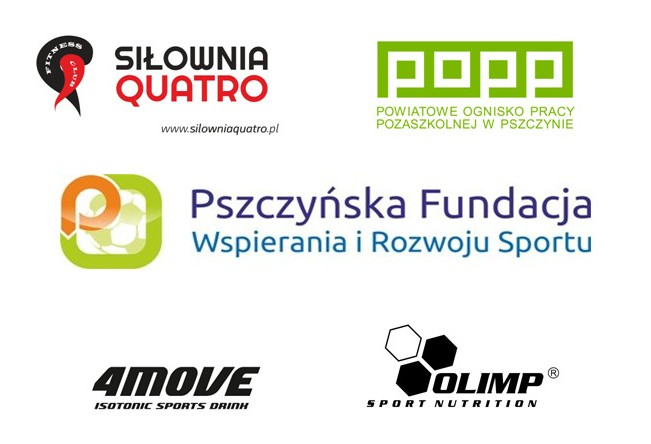 FITNESS
CLUB
SIŁOWNIA
QUATRO
www.silowniaquatro.pl
popp
POWIATOWE OGNISKO PRACY
POZASZKOLNEJ W PSZCZYNIE
Pszczyńska Fundacja
Wspierania i Rozwoju Sportu
4MOVE
ISOTONIC SPORTS DRINK
OLIMP ®
SPORT NUTRITION